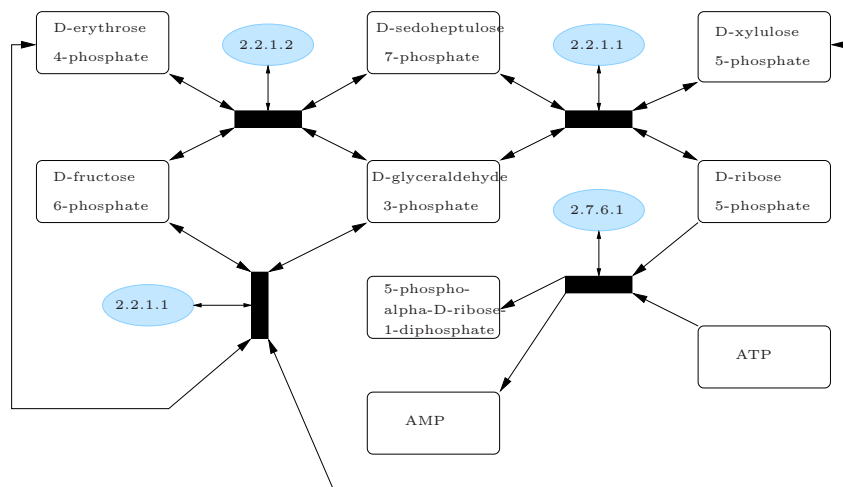 D-erythrose
4-phosphate
2.2.1.2
D-sedoheptulose
7-phosphate
2.2.1.1
D-xylulose
5-phosphate
D-fructose
6-phosphate
D-glyceraldehyde
3-phosphate
2.7.6.1
D-ribose
5-phosphate
2.2.1.1
5-phospho-
alpha-D-ribose-
1-diphosphate
ATP
AMP